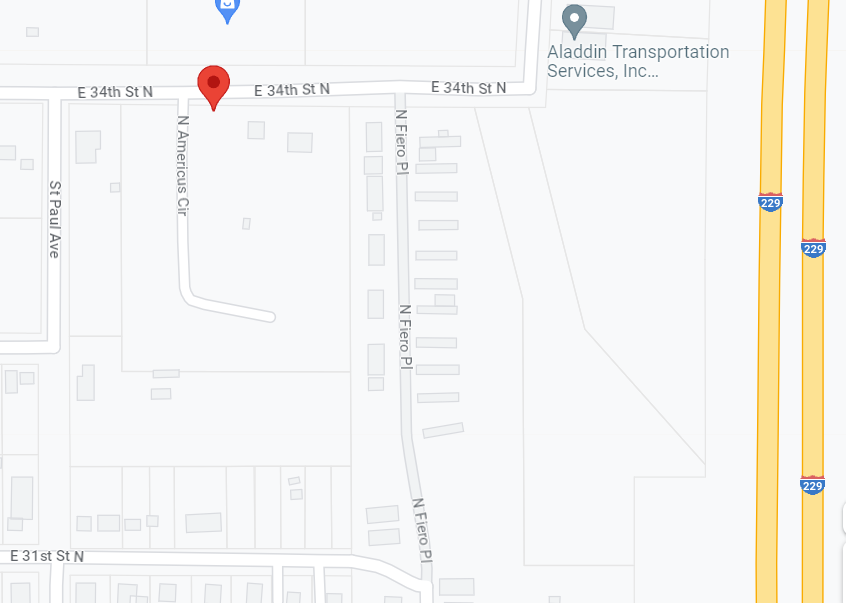 Aladdin Transportation
Services, Inc...
E 34th St N
E 34th St N
E 34th St N
N Americus Cir
N Fiero Pl
St Paul Ave
229
229
N Fiero Pl
229
N Fiero Pl
E 31st St N